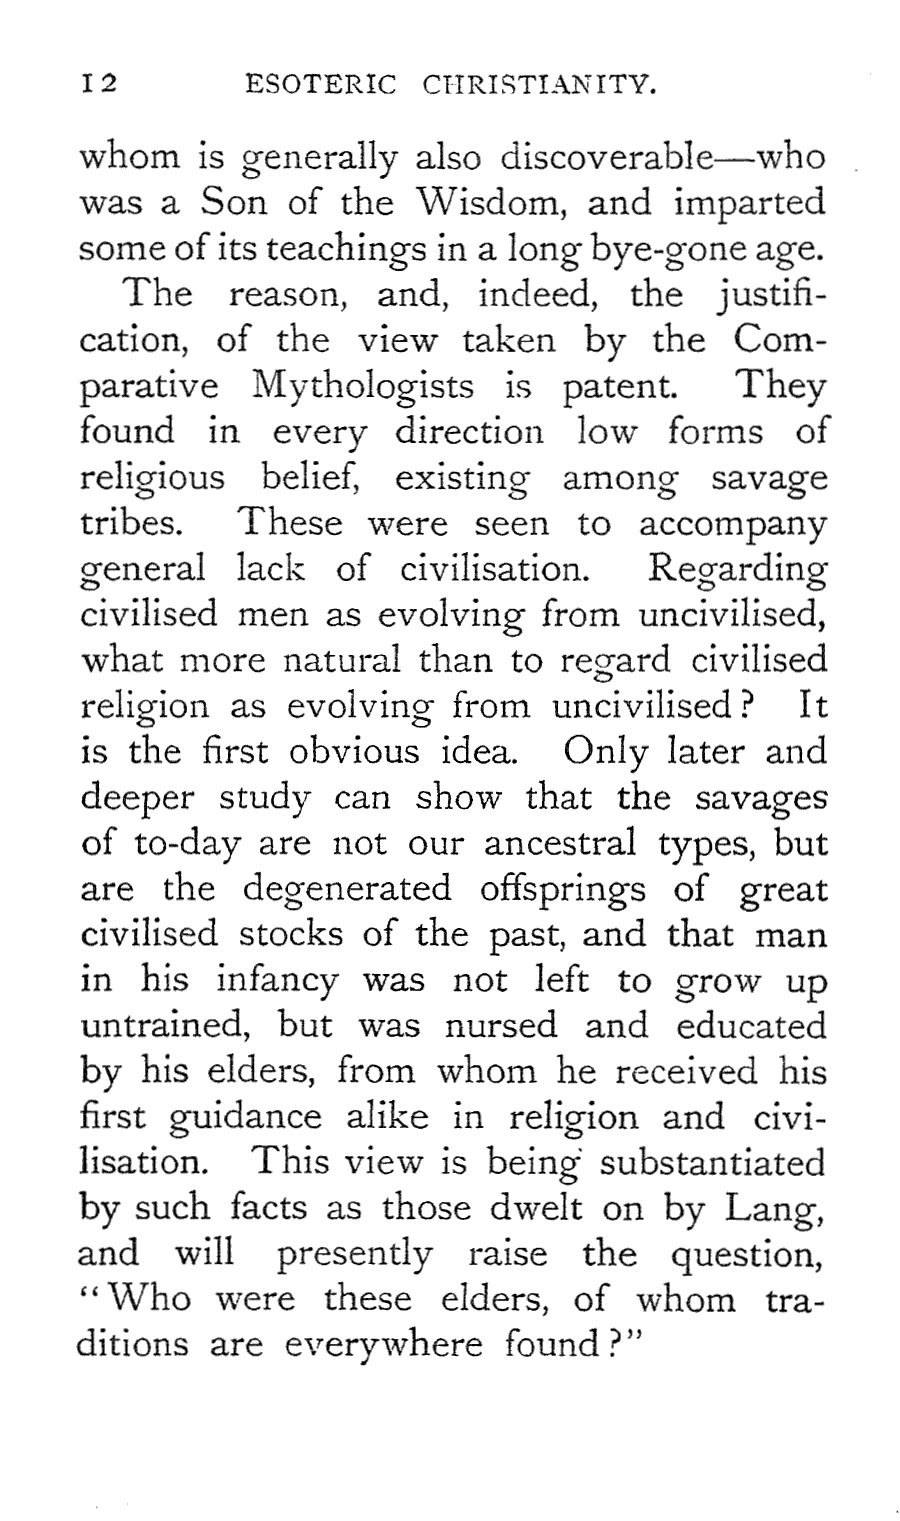 12 ESOTERIC CHRISTIANITY.
whom is generally also discoverable—who
was a Son of the Wisdom, and imparted
some of its teachings in a long bye-gone age.
The reason, and, indeed, the justifi-
cation, of the view taken by the Com-
parative Mythologists is patent. They
found in every direction low forms of
religious belief, existing among savage
tribes. These were seen to accompany
general lack of civilisation. Regarding
civilised men as evolving from uncivilised,
what more natural than to regard civilised
religion as evolving from uncivilised? It
is the first obvious idea. Only later and
deeper study can show that the savages
of to-day are not our ancestral types, but
are the degenerated offsprings of great
civilised stocks of the past, and that man
in his infancy was not left to grow up
untrained, but was nursed and educated
by his elders, from whom he received his
first guidance alike in religion and civi-
lisation. This view is being substantiated
by such facts as those dwelt on by Lang,
and will presently raise the question,
“Who were these elders, of whom tra-
ditions are everywhere found?”